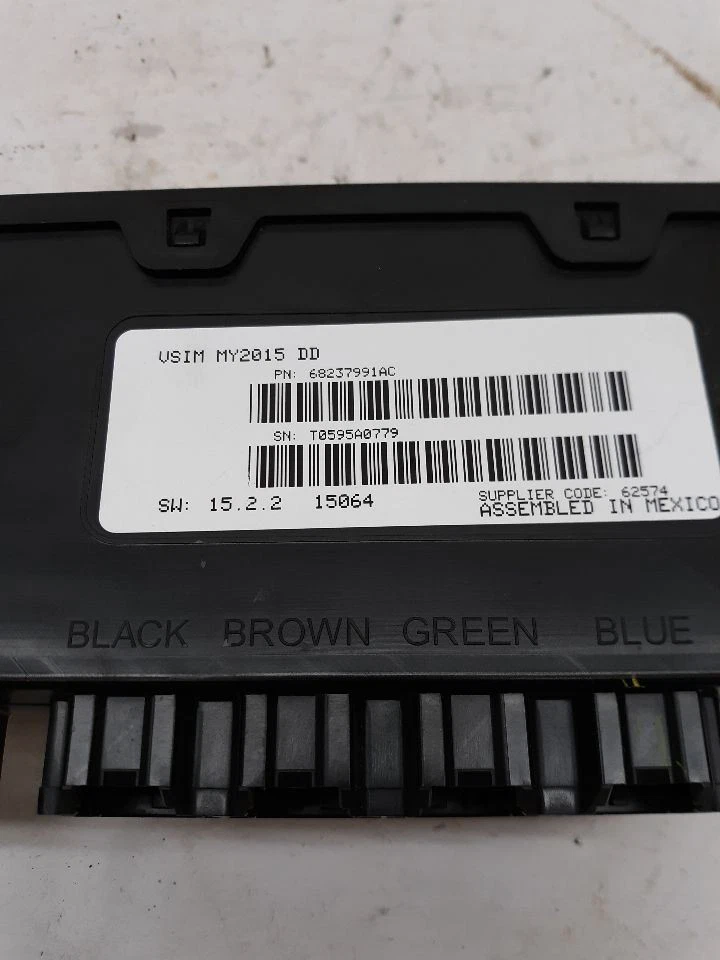 VSIM MY2015 DD
PN: 68237991AC
SN: T0595A0779
SW: 15.2.2 15064
SUPPLIER CODE: 62574
ASSEMBLED IN MEXICO
BLACK BROWN GREEN BLUE